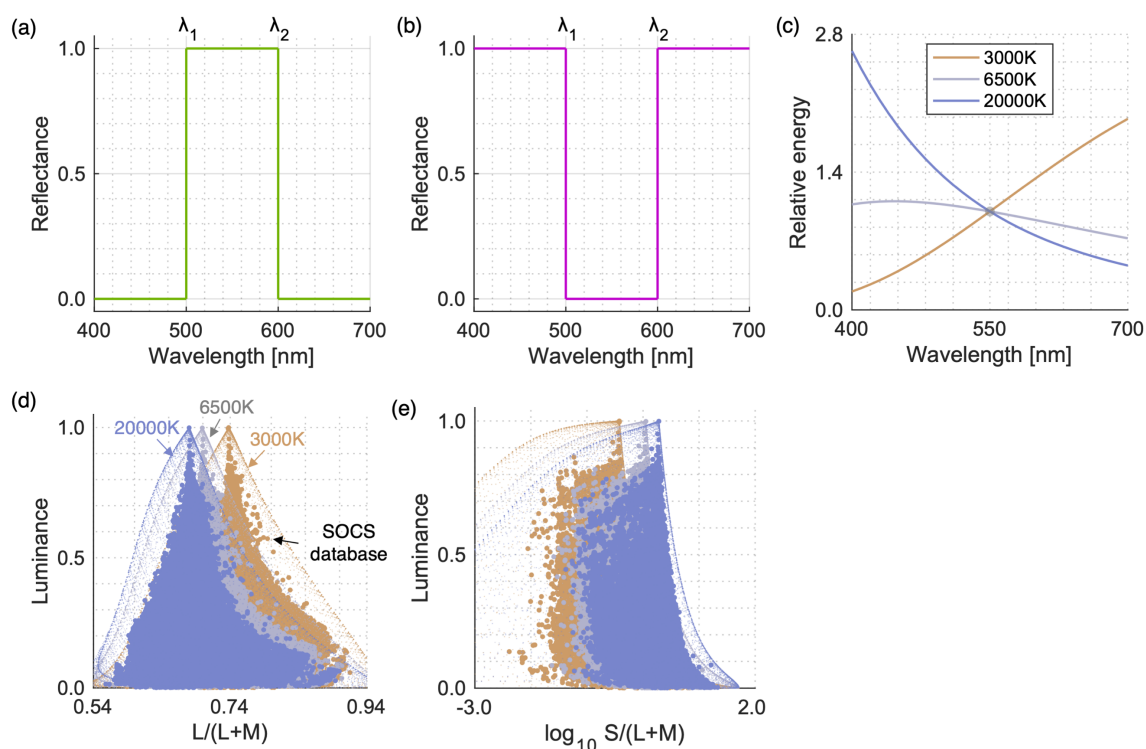 (a)
λ1
λ2
1.0
0.5
0.0
Reflectance
400
500
600
700
Wavelength [nm]
(b)
λ1
λ2
1.0
0.5
0.0
Reflectance
400
500
600
700
Wavelength [nm]
(c)
2.8
1.4
0.0
Relative energy
3000K
6500K
20000K
400
550
700
Wavelength [nm]
(d)
6500K
20000K
3000K
1.0
0.5
0.0
Luminance
SOCS
database
0.54
0.74
0.94
L/(L+M)
(e)
1.0
0.5
0.0
Luminance
-3.0
2.0
log10 S/(L+M)